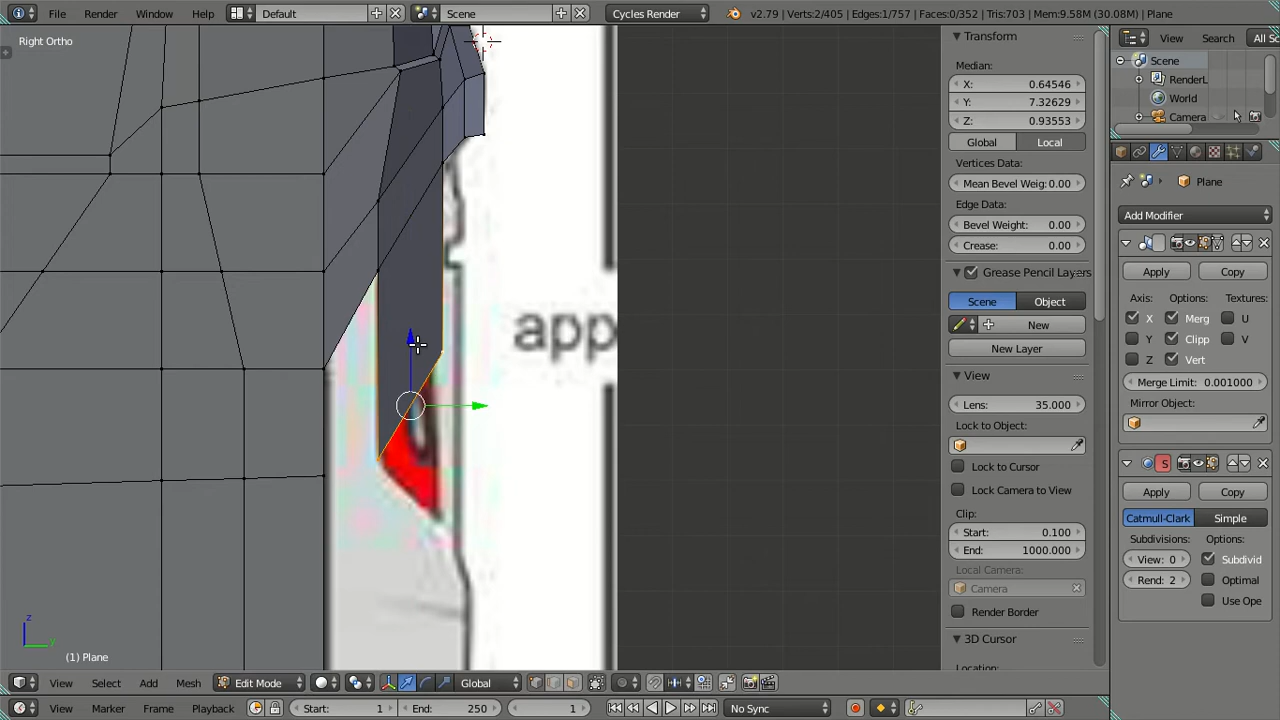 File Render Window Help Default Scene Cycles Render v2.79 | Verts:2/405 | Edges:1/757 | Faces:0/352 | Tris:703 | Mem:9.58M (30.08M) | Plane
Right Ortho
View Search All Sc
Scene
RenderL
World
Camera
Transform
Median:
X: 0.64546
Y: 7.32629
Z: 0.93553
Global Local
Vertices Data:
Mean Bevel Weig: 0.00
Edge Data:
Bevel Weight: 0.00
Crease: 0.00
Grease Pencil Layers
Scene Object
New
New Layer
View
Lens: 35.000
Lock to Object:
Lock to Cursor
Lock Camera to View
Clip:
Start: 0.100
End: 1000.000
Local Camera:
Camera
Render Border
3D Cursor
Location:
Plane
Add Modifier
Apply Copy
Axis: Options: Textures:
X Merg U
Y Clipp V
Z Vert
Merge Limit: 0.001000
Mirror Object:
S
Apply Copy
Catmull-Clark Simple
Subdivisions: Options:
View: 0 Subdivid
Rend: 2 Optimal
Use Ope
app
z
y
(1) Plane
View Select Add Mesh Edit Mode Global
View Marker Frame Playback Start: 1 End: 250 1 No Sync